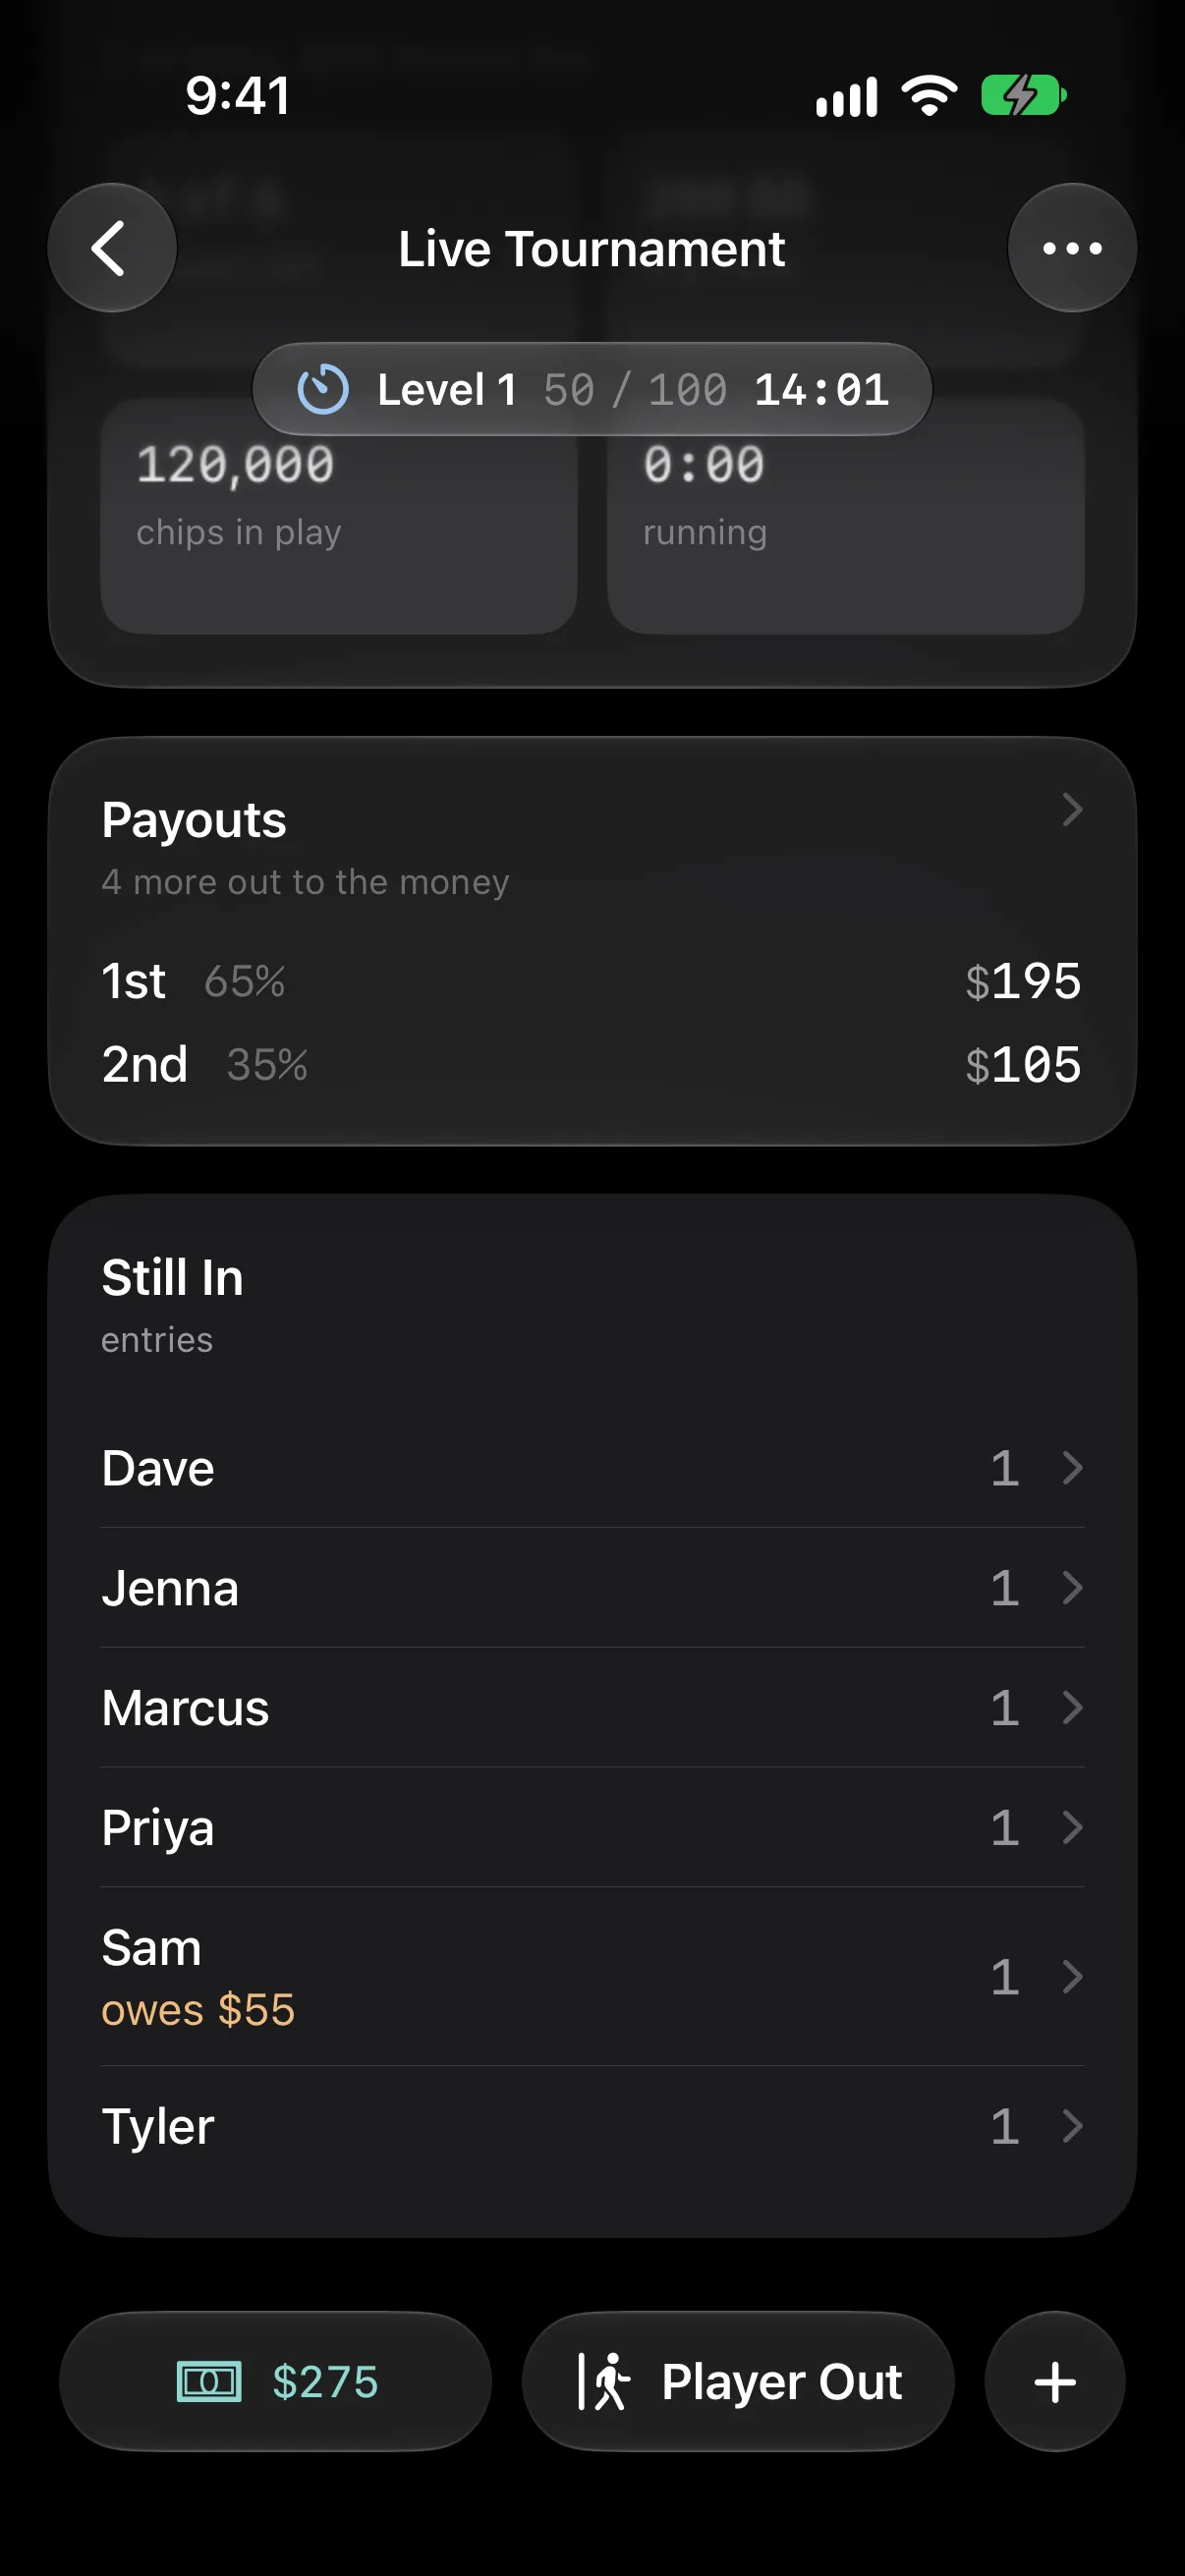 9:41
Live Tournament
Level 1 50 / 100 14:01
120,000 0:00
chips in play running
Payouts
4 more out to the money
1st 65% $195
2nd 35% $105
Still In
entries
Dave 1
Jenna 1
Marcus 1
Priya 1
Sam 1
owes $55
Tyler 1
$275 Player Out